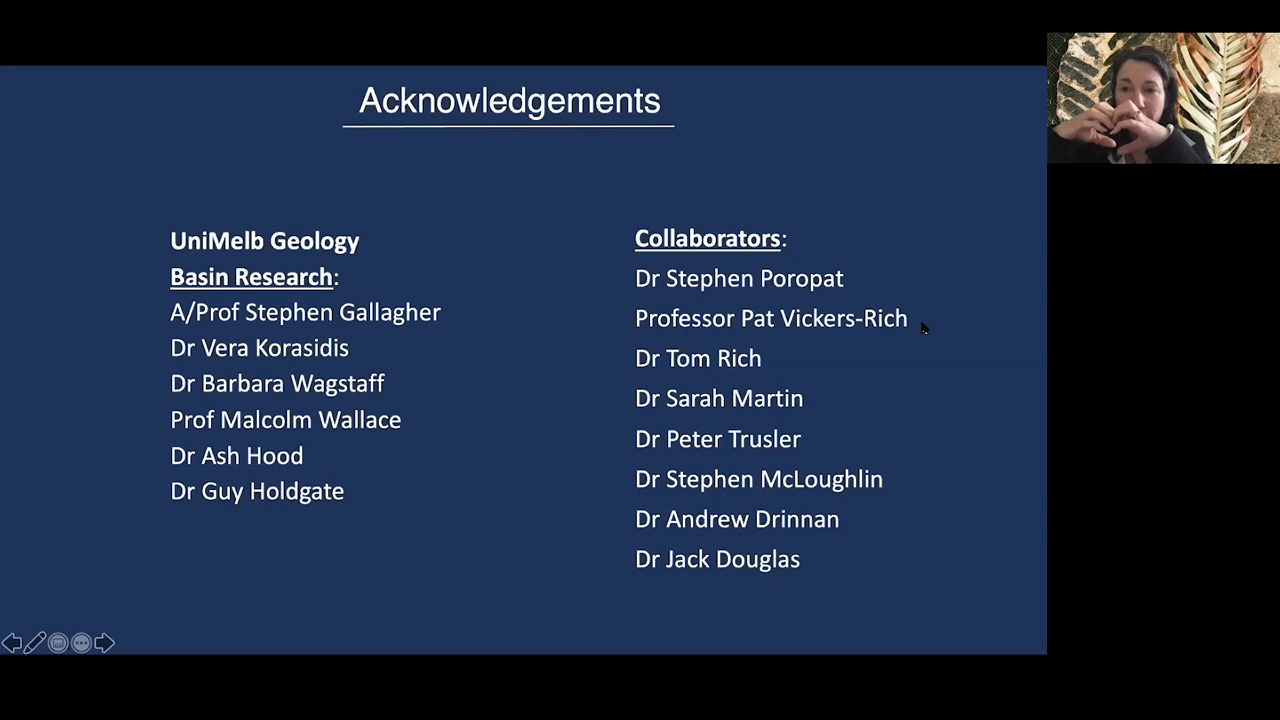 Acknowledgements
UniMelb Geology
Basin Research:
A/Prof Stephen Gallagher
Dr Vera Korasidis
Dr Barbara Wagstaff
Prof Malcolm Wallace
Dr Ash Hood
Dr Guy Holdgate
Collaborators:
Dr Stephen Poropat
Professor Pat Vickers-Rich
Dr Tom Rich
Dr Sarah Martin
Dr Peter Trusler
Dr Stephen McLoughlin
Dr Andrew Drinnan
Dr Jack Douglas